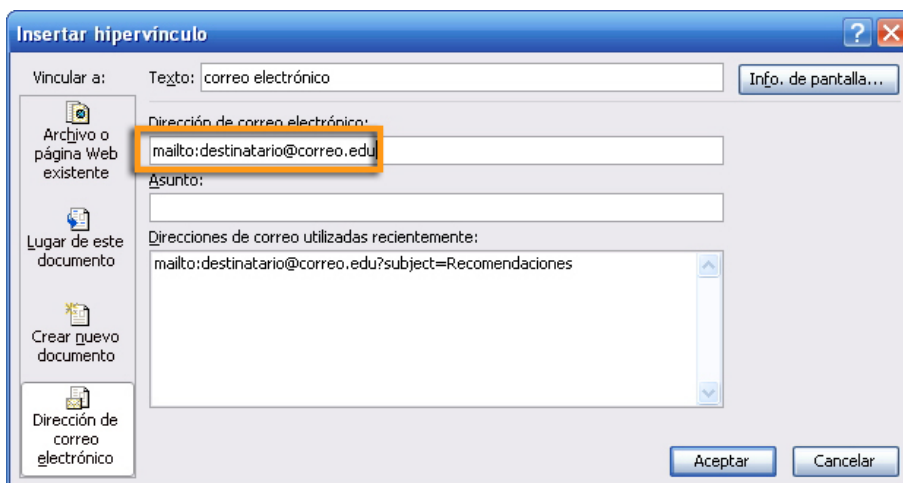 Insertar hipervínculo
Vincular a:
Texto: correo electrónico
Info. de pantalla...
Archivo o
página Web
existente
Dirección de correo electrónico:
mailto:destinatario@correo.edu
Asunto:
Lugar de este
documento
Direcciones de correo utilizadas recientemente:
mailto:destinatario@correo.edu?subject=Recomendaciones
Crear nuevo
documento
Dirección de
correo
electrónico
Aceptar
Cancelar